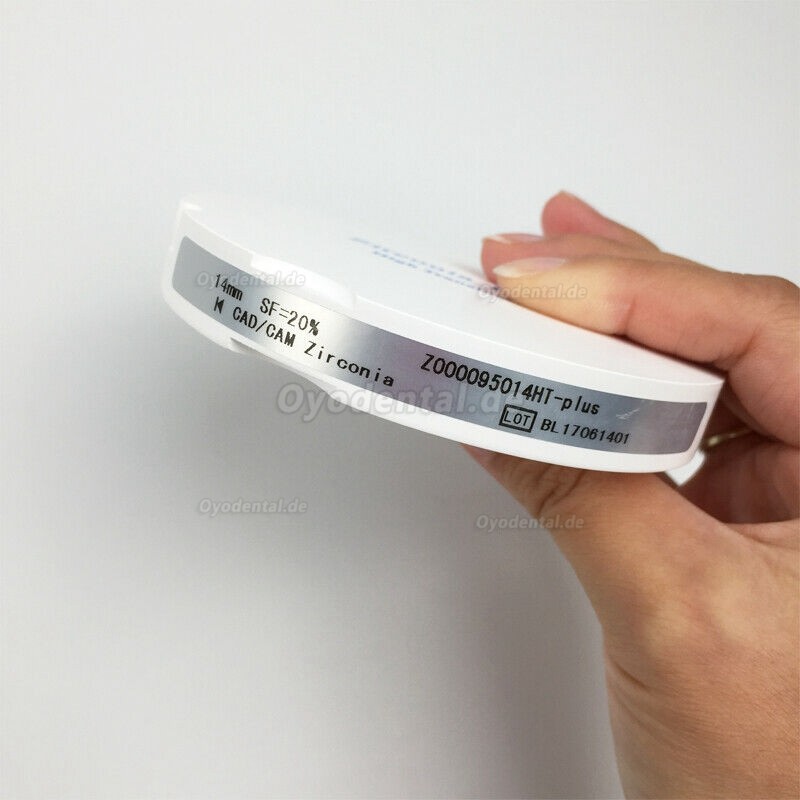 Oyodental.de
Oyodental.de
High
14mm SF=20%
CAD/CAM Zirconia
Z000095014HT-plus
LOT BL17061401
Oyodental.de
Oyodental.de
Oyodental.de